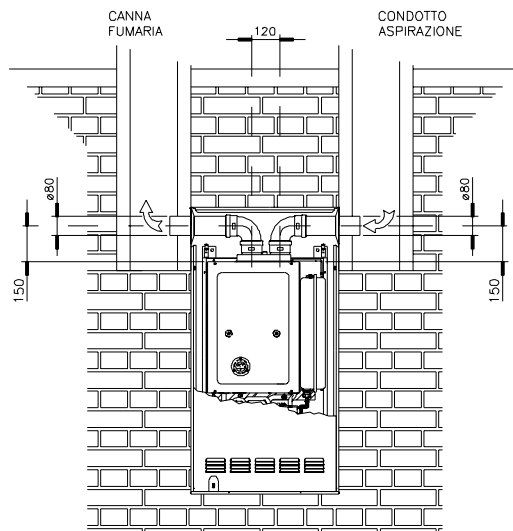 CANNA
FUMARIA
CONDOTTO
ASPIRAZIONE
120
ø80
ø80
150
150